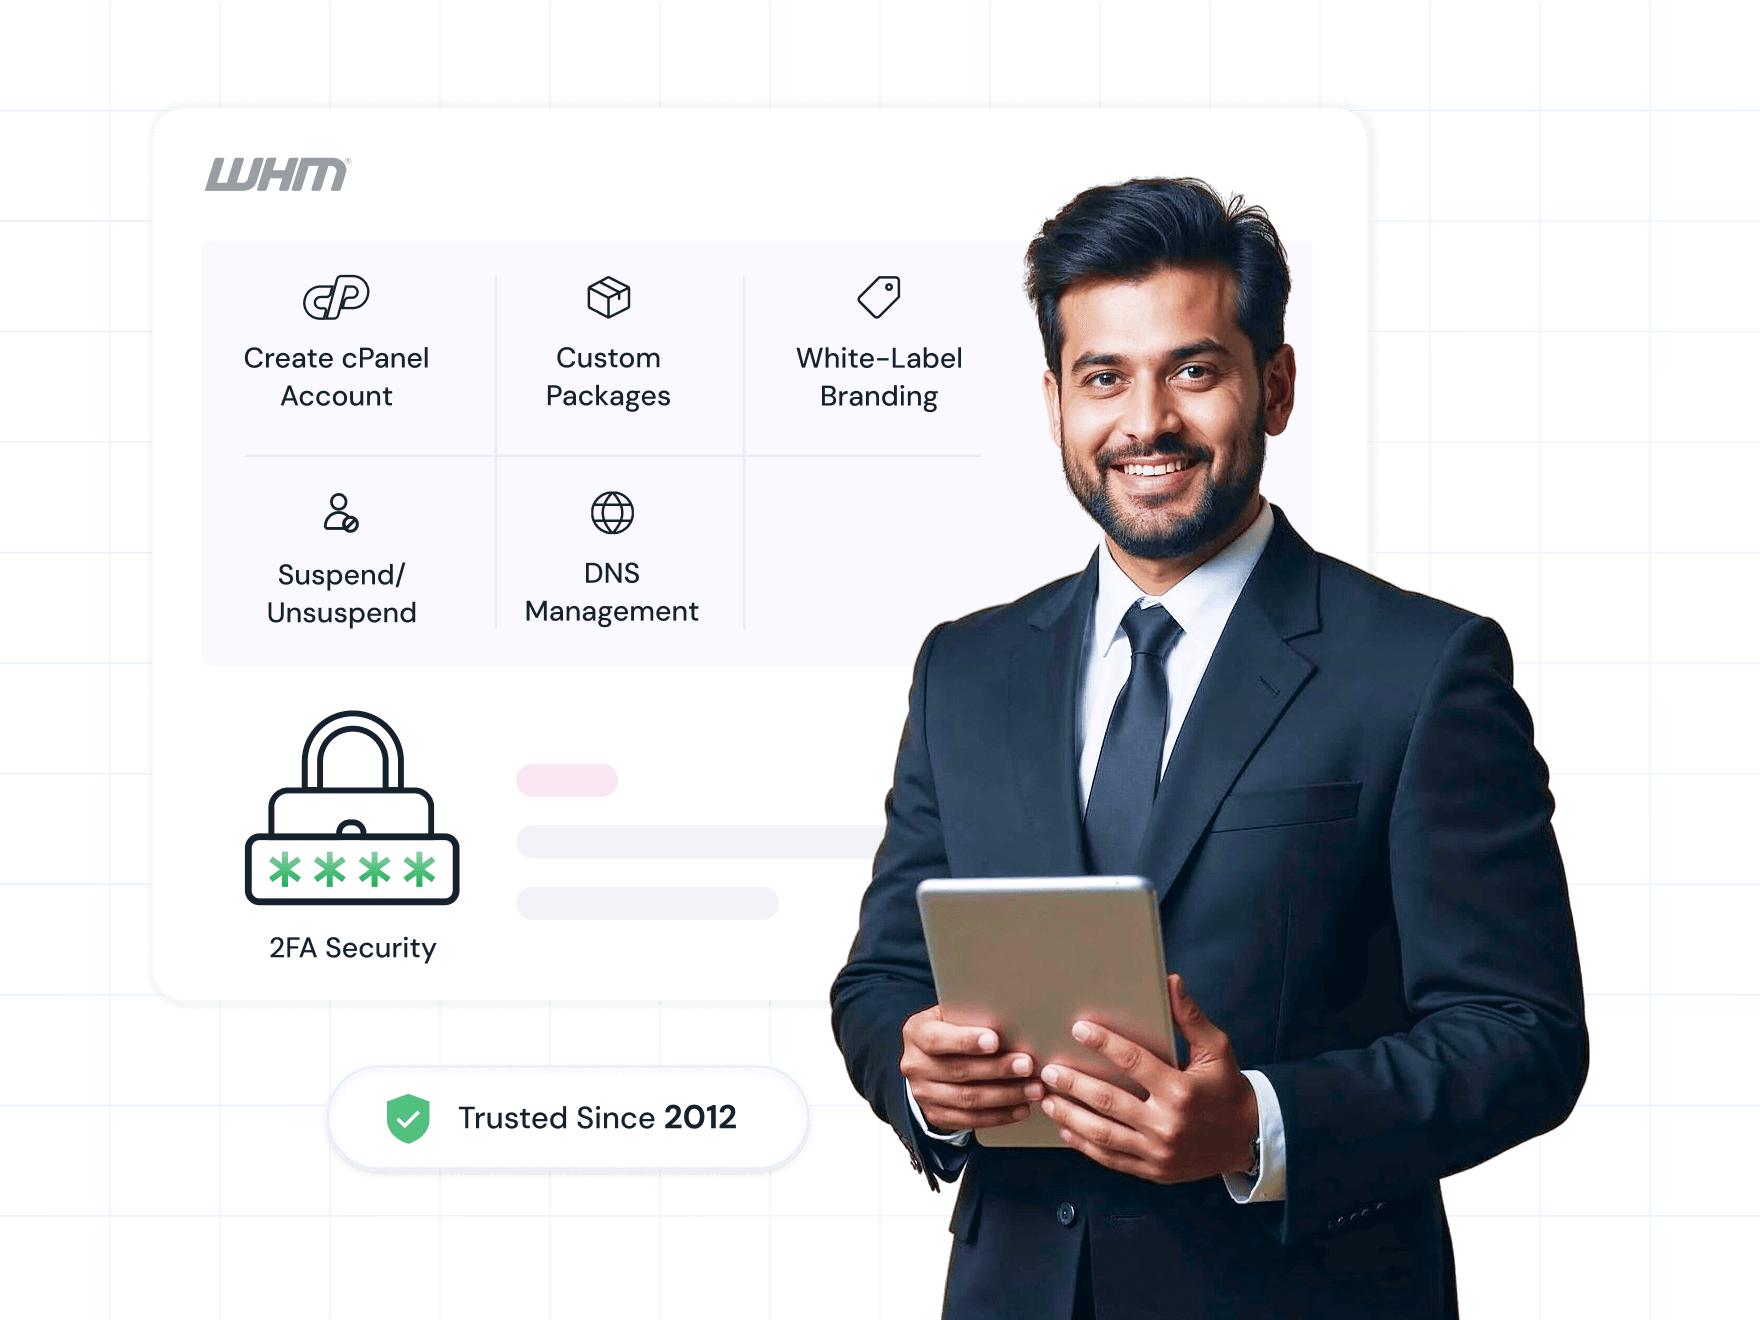 WHM®
Create cPanel
Account
Custom
Packages
White-Label
Branding
Suspend/
Unsuspend
DNS
Management
****
2FA Security
Trusted Since 2012